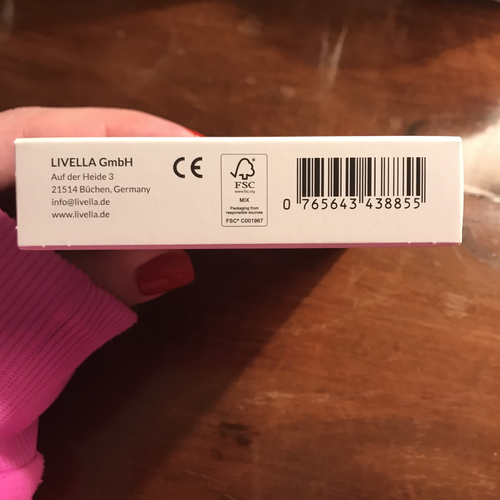 LIVELLA GmbH
Auf der Heide 3
21514 Büchen, Germany
info@livella.de
www.livella.de
CE
FSC
www.fsc.org
MIX
Packaging from
responsible sources
FSC® C001967
0 765643 438855